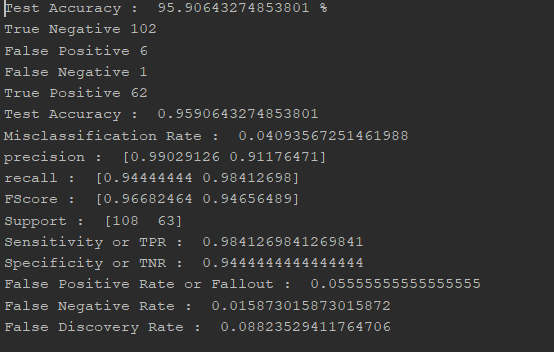 Test Accuracy :  95.90643274853801 %
True Negative 102
False Positive 6
False Negative 1
True Positive 62
Test Accuracy :  0.9590643274853801
Misclassification Rate :  0.04093567251461988
precision :  [0.99029126 0.91176471]
recall :  [0.94444444 0.98412698]
FScore :  [0.96682464 0.94656489]
Support :  [108  63]
Sensitivity or TPR :  0.9841269841269841
Specificity or TNR :  0.9444444444444444
False Positive Rate or Fallout :  0.05555555555555555
False Negative Rate :  0.015873015873015872
False Discovery Rate :  0.08823529411764706